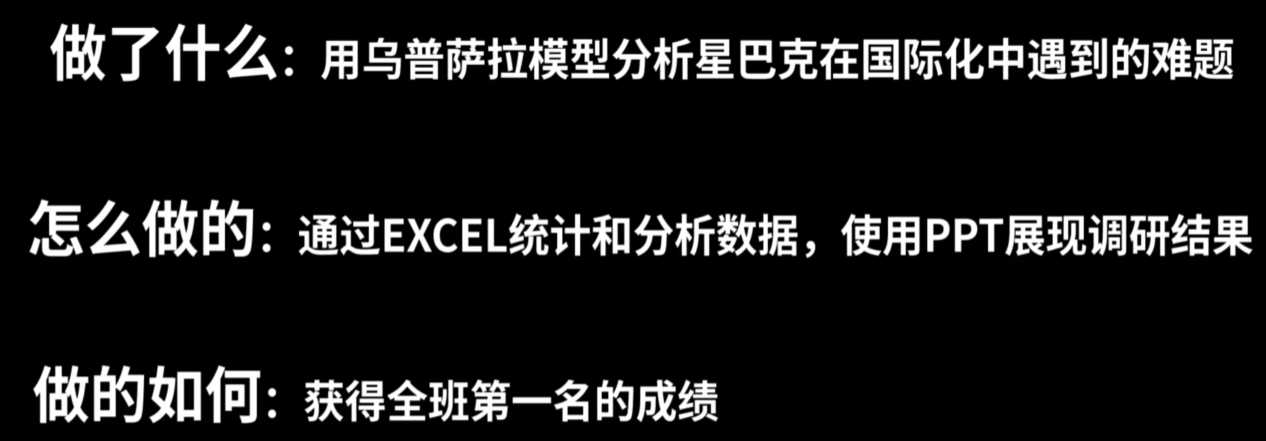 做了什么：用乌普萨拉模型分析星巴克在国际化中遇到的难题
怎么做的：通过EXCEL统计和分析数据，使用PPT展现调研结果
做的如何：获得全班第一名的成绩